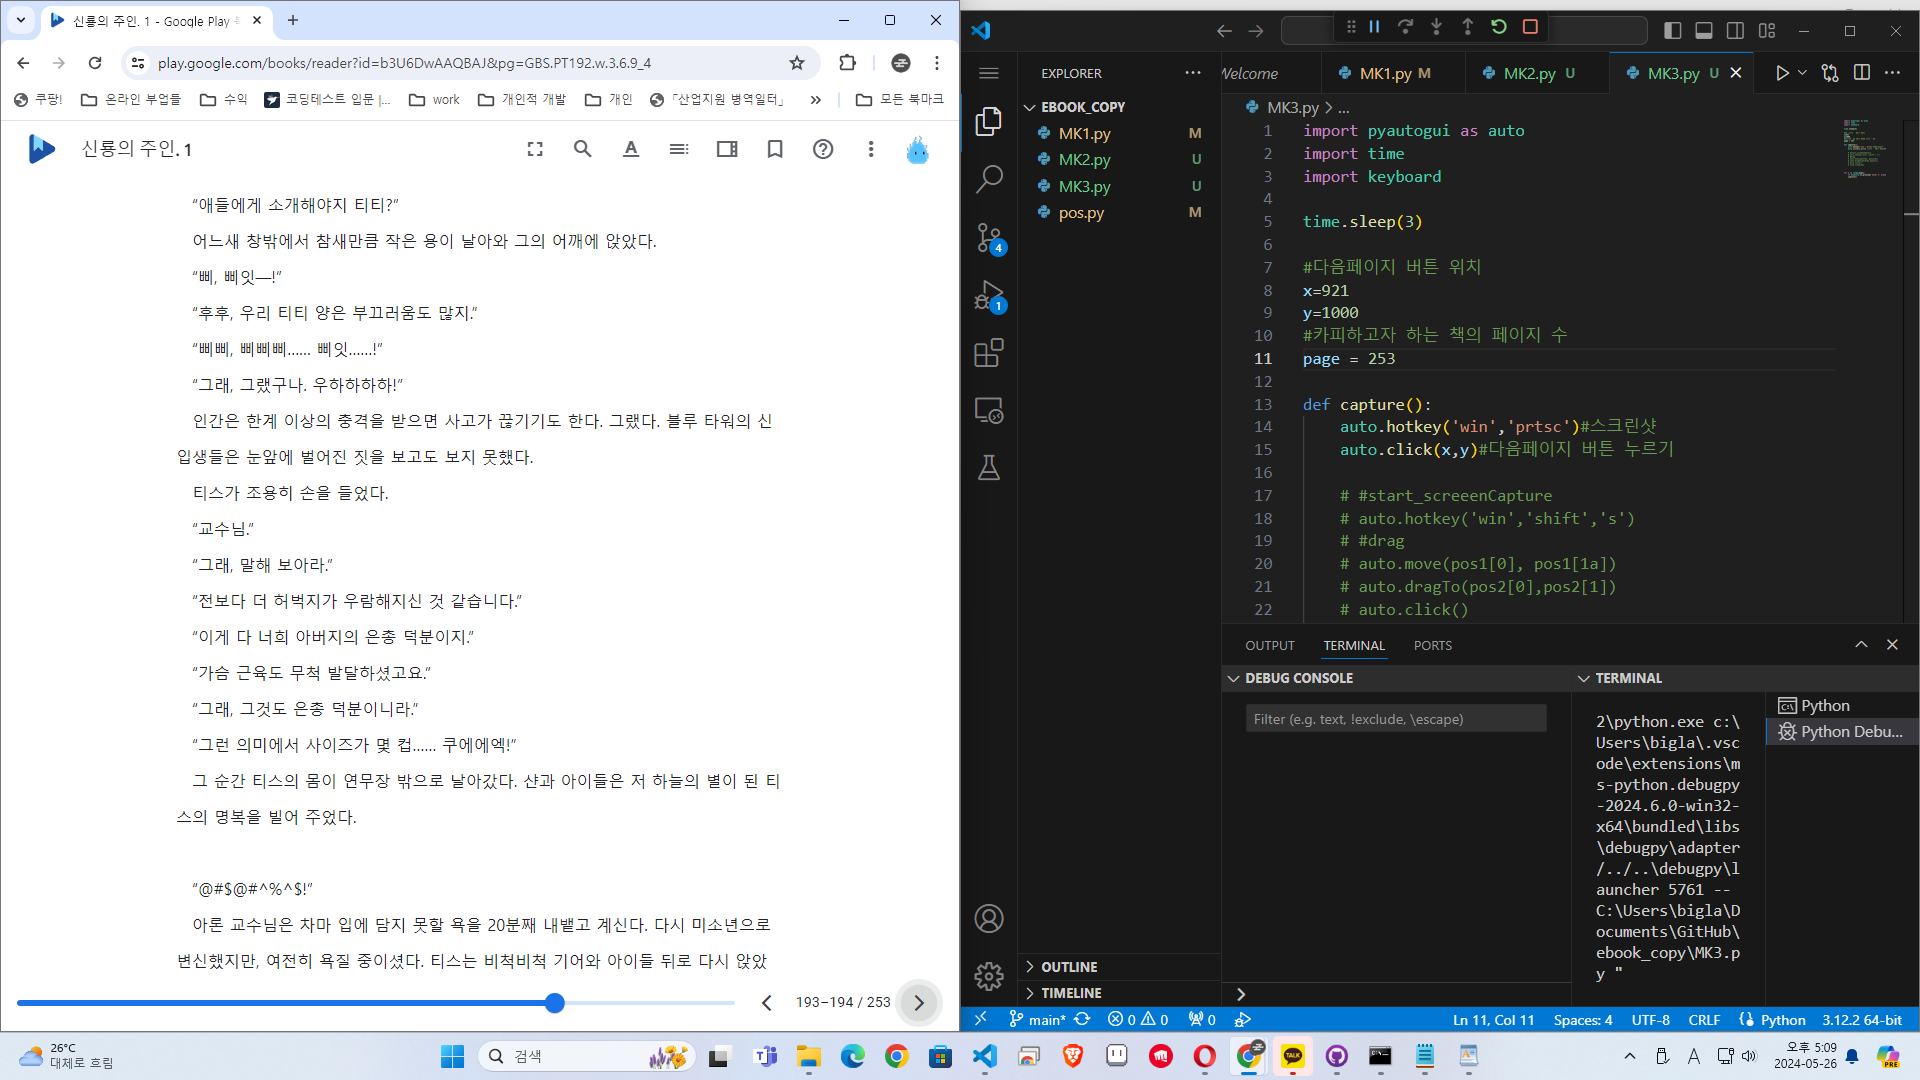 신룡의 주인. 1 - Google Play
play.google.com/books/reader?id=b3U6DwAAQBAJ&pg=GBS.PT192.w.3.6.9_4
쿠팡!
온라인 부업들
수익
코딩테스트 입문 |...
work
개인적 개발
개인
「산업지원 병역일터」
»
모든 북마크
신룡의 주인. 1
“애들에게 소개해야지 티티?”
어느새 창밖에서 참새만큼 작은 용이 날아와 그의 어깨에 앉았다.
“삐, 삐잇—!”
“후후, 우리 티티 양은 부끄러움도 많지.”
“삐삐, 삐삐삐…… 삐잇……!”
“그래, 그랬구나. 우하하하하!”
인간은 한계 이상의 충격을 받으면 사고가 끊기기도 한다. 그랬다. 블루 타워의 신
입생들은 눈앞에 벌어진 짓을 보고도 보지 못했다.
티스가 조용히 손을 들었다.
“교수님.”
“그래, 말해 보아라.”
“전보다 더 허벅지가 우람해지신 것 같습니다.”
“이게 다 너희 아버지의 은총 덕분이지.”
“가슴 근육도 무척 발달하셨고요.”
“그래, 그것도 은총 덕분이니라.”
“그런 의미에서 사이즈가 몇 컵…… 쿠에에엑!”
그 순간 티스의 몸이 연무장 밖으로 날아갔다. 샨과 아이들은 저 하늘의 별이 된 티
스의 명복을 빌어 주었다.
“@#$@#^%^$!”
아론 교수님은 차마 입에 담지 못할 욕을 20분째 내뱉고 계신다. 다시 미소년으로
변신했지만, 여전히 욕질 중이셨다. 티스는 비척비척 기어와 아이들 뒤로 다시 앉았
193–194 / 253
EXPLORER
EBOOK_COPY
MK1.py M
MK2.py U
MK3.py U
pos.py M
OUTLINE
TIMELINE
Welcome
MK1.py M
MK2.py U
MK3.py U
MK3.py > ...
1 import pyautogui as auto
2 import time
3 import keyboard
4
5 time.sleep(3)
6
7 #다음페이지 버튼 위치
8 x=921
9 y=1000
10 #카피하고자 하는 책의 페이지 수
11 page = 253
12
13 def capture():
14 auto.hotkey('win','prtsc')#스크린샷
15 auto.click(x,y)#다음페이지 버튼 누르기
16
17 # #start_screeenCapture
18 # auto.hotkey('win','shift','s')
19 # #drag
20 # auto.move(pos1[0], pos1[1a])
21 # auto.dragTo(pos2[0],pos2[1])
22 # auto.click()
4
1
OUTPUT
TERMINAL
PORTS
DEBUG CONSOLE
Filter (e.g. text, !exclude, \escape)
TERMINAL
2\python.exe c:\
Users\bigla\.vsc
ode\extensions\m
s-python.debugpy
-2024.6.0-win32-
x64\bundled\libs
\debugpy\adapter
/../..\debugpy\l
auncher 5761 --
C:\Users\bigla\D
ocuments\GitHub\
ebook_copy\MK3.p
y "
Python
Python Debu...
main*
0 0
0
Ln 11, Col 11
Spaces: 4
UTF-8
CRLF
Python
3.12.2 64-bit
26°C
대체로 흐림
검색
TALK
A
오후 5:09
2024-05-26
PRE